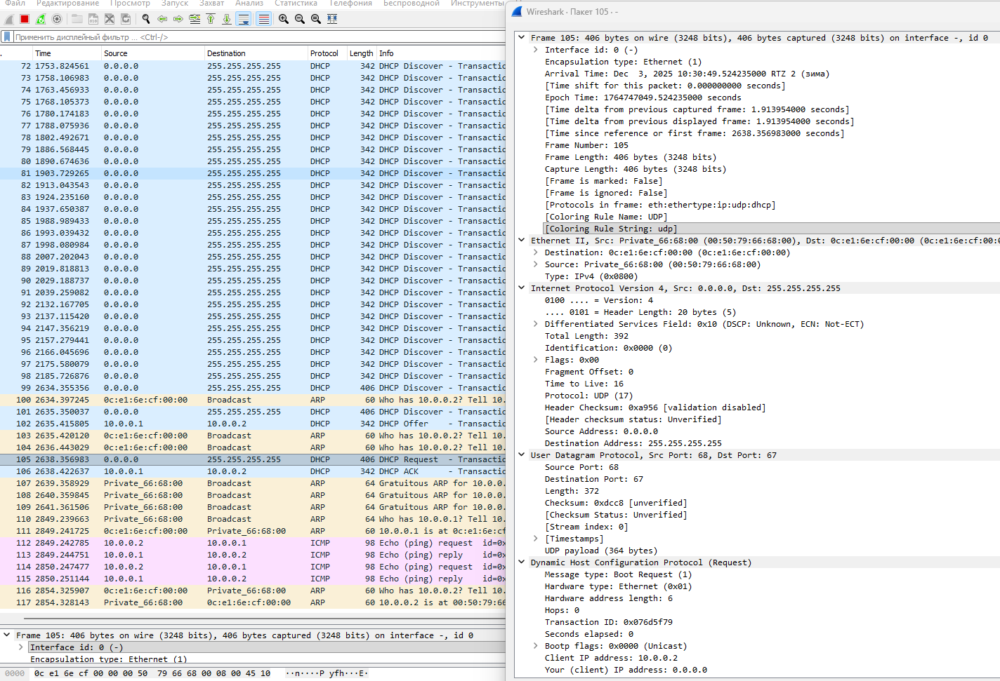 Файл Редактирование Просмотр Запуск Захват Анализ Статистика Телефония Беспроводной Инструменты
Применить дисплейный фильтр ... <Ctrl-/>
. Time Source Destination Protocol Length Info
72 1753.824561 0.0.0.0 255.255.255.255 DHCP 342 DHCP Discover - Transactio
73 1758.106983 0.0.0.0 255.255.255.255 DHCP 342 DHCP Discover - Transactio
74 1763.456933 0.0.0.0 255.255.255.255 DHCP 342 DHCP Discover - Transactio
75 1768.105373 0.0.0.0 255.255.255.255 DHCP 342 DHCP Discover - Transactio
76 1780.174183 0.0.0.0 255.255.255.255 DHCP 342 DHCP Discover - Transactio
77 1788.075936 0.0.0.0 255.255.255.255 DHCP 342 DHCP Discover - Transactio
78 1802.492671 0.0.0.0 255.255.255.255 DHCP 342 DHCP Discover - Transactio
79 1886.568445 0.0.0.0 255.255.255.255 DHCP 342 DHCP Discover - Transactio
80 1890.674636 0.0.0.0 255.255.255.255 DHCP 342 DHCP Discover - Transactio
81 1903.729265 0.0.0.0 255.255.255.255 DHCP 342 DHCP Discover - Transactio
82 1913.043543 0.0.0.0 255.255.255.255 DHCP 342 DHCP Discover - Transactio
83 1924.235160 0.0.0.0 255.255.255.255 DHCP 342 DHCP Discover - Transactio
84 1937.650387 0.0.0.0 255.255.255.255 DHCP 342 DHCP Discover - Transactio
85 1988.989433 0.0.0.0 255.255.255.255 DHCP 342 DHCP Discover - Transactio
86 1993.039432 0.0.0.0 255.255.255.255 DHCP 342 DHCP Discover - Transactio
87 1998.080984 0.0.0.0 255.255.255.255 DHCP 342 DHCP Discover - Transactio
88 2007.202043 0.0.0.0 255.255.255.255 DHCP 342 DHCP Discover - Transactio
89 2019.818813 0.0.0.0 255.255.255.255 DHCP 342 DHCP Discover - Transactio
90 2029.188737 0.0.0.0 255.255.255.255 DHCP 342 DHCP Discover - Transactio
91 2039.259082 0.0.0.0 255.255.255.255 DHCP 342 DHCP Discover - Transactio
92 2132.167705 0.0.0.0 255.255.255.255 DHCP 342 DHCP Discover - Transactio
93 2137.115420 0.0.0.0 255.255.255.255 DHCP 342 DHCP Discover - Transactio
94 2147.356219 0.0.0.0 255.255.255.255 DHCP 342 DHCP Discover - Transactio
95 2157.279441 0.0.0.0 255.255.255.255 DHCP 342 DHCP Discover - Transactio
96 2166.045696 0.0.0.0 255.255.255.255 DHCP 342 DHCP Discover - Transactio
97 2175.580079 0.0.0.0 255.255.255.255 DHCP 342 DHCP Discover - Transactio
98 2185.726876 0.0.0.0 255.255.255.255 DHCP 342 DHCP Discover - Transactio
99 2634.355356 0.0.0.0 255.255.255.255 DHCP 406 DHCP Discover - Transactio
100 2634.397245 0c:e1:6e:cf:00:00 Broadcast ARP 60 Who has 10.0.0.2? Tell 10.
101 2635.350037 0.0.0.0 255.255.255.255 DHCP 406 DHCP Discover - Transactio
102 2635.415805 10.0.0.1 10.0.0.2 DHCP 342 DHCP Offer - Transactio
103 2635.420120 0c:e1:6e:cf:00:00 Broadcast ARP 60 Who has 10.0.0.2? Tell 10.
104 2636.443029 0c:e1:6e:cf:00:00 Broadcast ARP 60 Who has 10.0.0.2? Tell 10.
105 2638.356983 0.0.0.0 255.255.255.255 DHCP 406 DHCP Request - Transactio
106 2638.422637 10.0.0.1 10.0.0.2 DHCP 342 DHCP ACK - Transactio
107 2639.358929 Private_66:68:00 Broadcast ARP 64 Gratuitous ARP for 10.0.0.
108 2640.359845 Private_66:68:00 Broadcast ARP 64 Gratuitous ARP for 10.0.0.
109 2641.361506 Private_66:68:00 Broadcast ARP 64 Gratuitous ARP for 10.0.0.
110 2849.239663 Private_66:68:00 Broadcast ARP 64 Who has 10.0.0.1? Tell 10.
111 2849.241725 0c:e1:6e:cf:00:00 Private_66:68:00 ARP 60 10.0.0.1 is at 0c:e1:6e:cf
112 2849.242785 10.0.0.2 10.0.0.1 ICMP 98 Echo (ping) request id=0x
113 2849.244751 10.0.0.1 10.0.0.2 ICMP 98 Echo (ping) reply id=0x
114 2850.247477 10.0.0.2 10.0.0.1 ICMP 98 Echo (ping) request id=0x
115 2850.251144 10.0.0.1 10.0.0.2 ICMP 98 Echo (ping) reply id=0x
116 2854.325907 0c:e1:6e:cf:00:00 Private_66:68:00 ARP 60 Who has 10.0.0.2? Tell 10.
117 2854.328143 Private_66:68:00 0c:e1:6e:cf:00:00 ARP 60 10.0.0.2 is at 00:50:79:66
Frame 105: 406 bytes on wire (3248 bits), 406 bytes captured (3248 bits) on interface -, id 0
Interface id: 0 (-)
Encapsulation type: Ethernet (1)
0000 0c e1 6e cf 00 00 00 50 79 66 68 00 08 00 45 10 ··n····P yfh···E·
Wireshark · Пакет 105 · -
Frame 105: 406 bytes on wire (3248 bits), 406 bytes captured (3248 bits) on interface -, id 0
Interface id: 0 (-)
Encapsulation type: Ethernet (1)
Arrival Time: Dec 3, 2025 10:30:49.524235000 RTZ 2 (зима)
[Time shift for this packet: 0.000000000 seconds]
Epoch Time: 1764747049.524235000 seconds
[Time delta from previous captured frame: 1.913954000 seconds]
[Time delta from previous displayed frame: 1.913954000 seconds]
[Time since reference or first frame: 2638.356983000 seconds]
Frame Number: 105
Frame Length: 406 bytes (3248 bits)
Capture Length: 406 bytes (3248 bits)
[Frame is marked: False]
[Frame is ignored: False]
[Protocols in frame: eth:ethertype:ip:udp:dhcp]
[Coloring Rule Name: UDP]
[Coloring Rule String: udp]
Ethernet II, Src: Private_66:68:00 (00:50:79:66:68:00), Dst: 0c:e1:6e:cf:00:00 (0c:e1:6e:cf:00:0
Destination: 0c:e1:6e:cf:00:00 (0c:e1:6e:cf:00:00)
Source: Private_66:68:00 (00:50:79:66:68:00)
Type: IPv4 (0x0800)
Internet Protocol Version 4, Src: 0.0.0.0, Dst: 255.255.255.255
0100 .... = Version: 4
.... 0101 = Header Length: 20 bytes (5)
Differentiated Services Field: 0x10 (DSCP: Unknown, ECN: Not-ECT)
Total Length: 392
Identification: 0x0000 (0)
Flags: 0x00
Fragment Offset: 0
Time to Live: 16
Protocol: UDP (17)
Header Checksum: 0xa956 [validation disabled]
[Header checksum status: Unverified]
Source Address: 0.0.0.0
Destination Address: 255.255.255.255
User Datagram Protocol, Src Port: 68, Dst Port: 67
Source Port: 68
Destination Port: 67
Length: 372
Checksum: 0xdcc8 [unverified]
[Checksum Status: Unverified]
[Stream index: 0]
[Timestamps]
UDP payload (364 bytes)
Dynamic Host Configuration Protocol (Request)
Message type: Boot Request (1)
Hardware type: Ethernet (0x01)
Hardware address length: 6
Hops: 0
Transaction ID: 0x076d5f79
Seconds elapsed: 0
Bootp flags: 0x0000 (Unicast)
Client IP address: 10.0.0.2
Your (client) IP address: 0.0.0.0